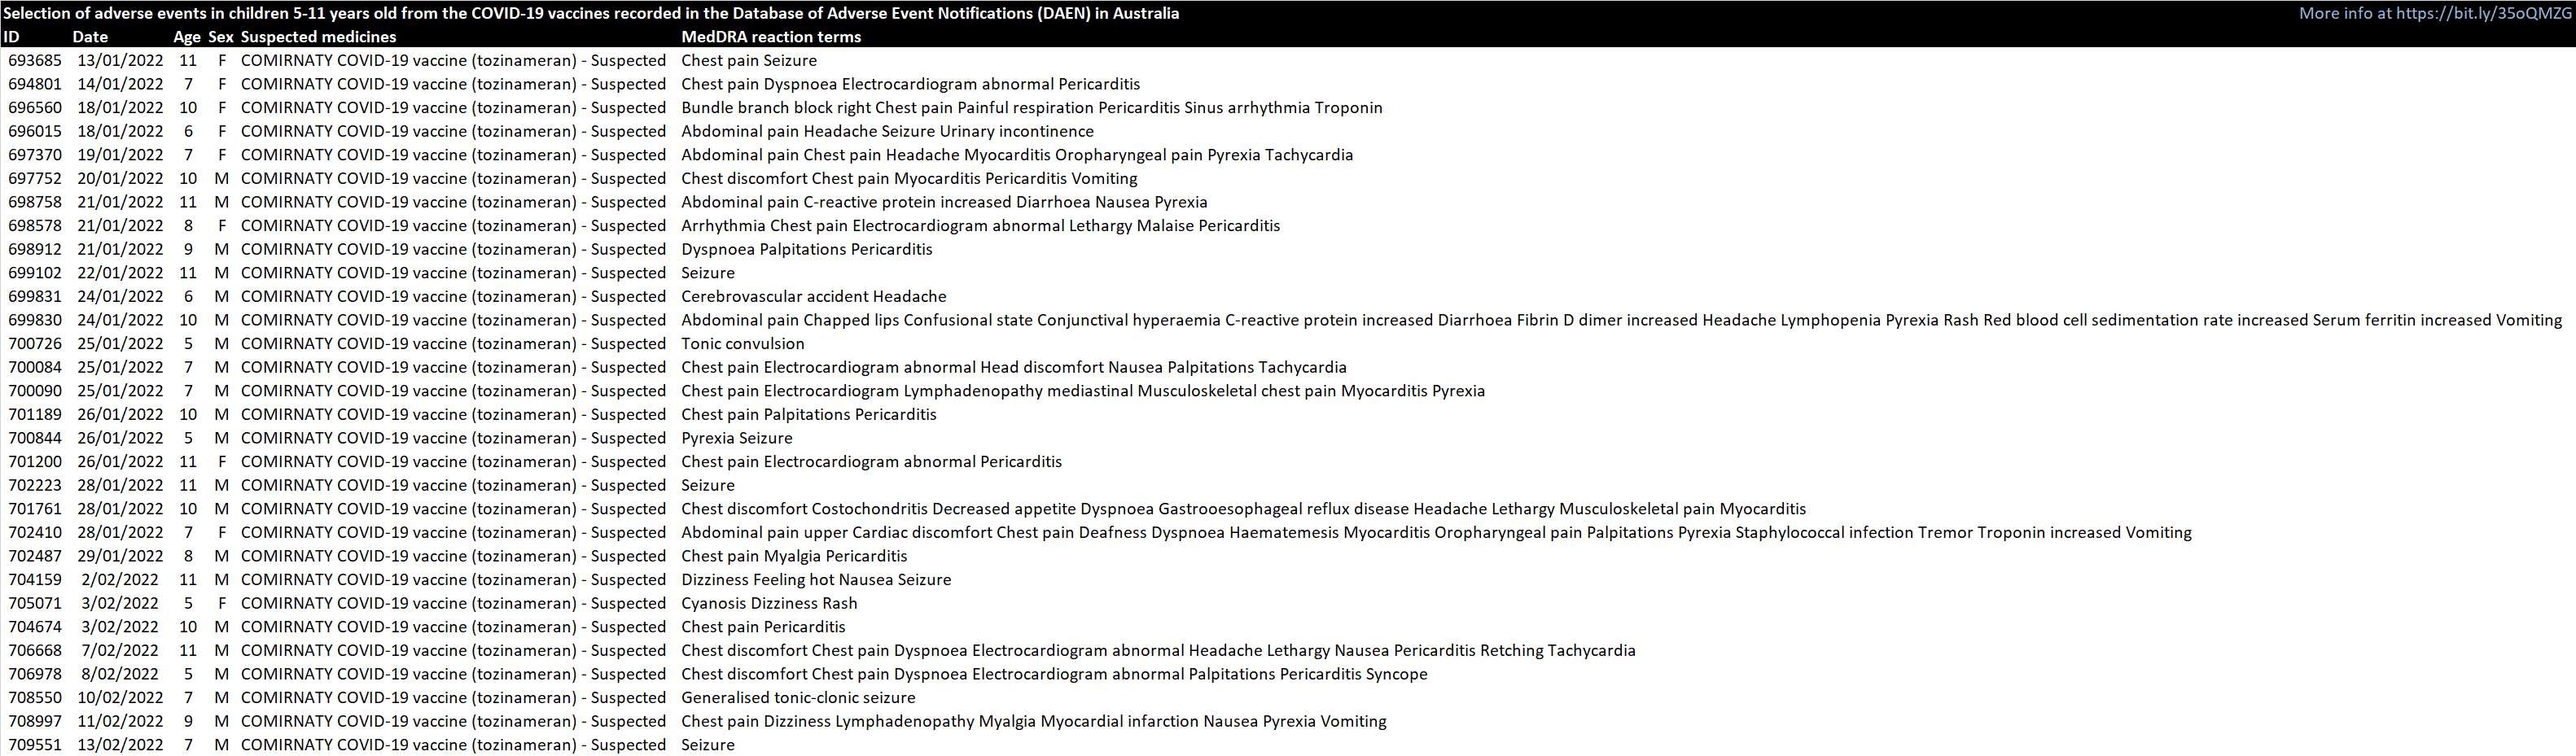 Selection of adverse events in children 5-11 years old from the COVID-19 vaccines recorded in the Database of Adverse Event Notifications (DAEN) in Australia More info at https://bit.ly/35oQMZG
ID Date Age Sex Suspected medicines MedDRA reaction terms
693685 13/01/2022 11 F COMIRNATY COVID-19 vaccine (tozinameran) - Suspected Chest pain Seizure
694801 14/01/2022 7 F COMIRNATY COVID-19 vaccine (tozinameran) - Suspected Chest pain Dyspnoea Electrocardiogram abnormal Pericarditis
696560 18/01/2022 10 F COMIRNATY COVID-19 vaccine (tozinameran) - Suspected Bundle branch block right Chest pain Painful respiration Pericarditis Sinus arrhythmia Troponin
696015 18/01/2022 6 F COMIRNATY COVID-19 vaccine (tozinameran) - Suspected Abdominal pain Headache Seizure Urinary incontinence
697370 19/01/2022 7 F COMIRNATY COVID-19 vaccine (tozinameran) - Suspected Abdominal pain Chest pain Headache Myocarditis Oropharyngeal pain Pyrexia Tachycardia
697752 20/01/2022 10 M COMIRNATY COVID-19 vaccine (tozinameran) - Suspected Chest discomfort Chest pain Myocarditis Pericarditis Vomiting
698758 21/01/2022 11 M COMIRNATY COVID-19 vaccine (tozinameran) - Suspected Abdominal pain C-reactive protein increased Diarrhoea Nausea Pyrexia
698578 21/01/2022 8 F COMIRNATY COVID-19 vaccine (tozinameran) - Suspected Arrhythmia Chest pain Electrocardiogram abnormal Lethargy Malaise Pericarditis
698912 21/01/2022 9 M COMIRNATY COVID-19 vaccine (tozinameran) - Suspected Dyspnoea Palpitations Pericarditis
699102 22/01/2022 11 M COMIRNATY COVID-19 vaccine (tozinameran) - Suspected Seizure
699831 24/01/2022 6 M COMIRNATY COVID-19 vaccine (tozinameran) - Suspected Cerebrovascular accident Headache
699830 24/01/2022 10 M COMIRNATY COVID-19 vaccine (tozinameran) - Suspected Abdominal pain Chapped lips Confusional state Conjunctival hyperaemia C-reactive protein increased Diarrhoea Fibrin D dimer increased Headache Lymphopenia Pyrexia Rash Red blood cell sedimentation rate increased Serum ferritin increased Vomiting
700726 25/01/2022 5 M COMIRNATY COVID-19 vaccine (tozinameran) - Suspected Tonic convulsion
700084 25/01/2022 7 M COMIRNATY COVID-19 vaccine (tozinameran) - Suspected Chest pain Electrocardiogram abnormal Head discomfort Nausea Palpitations Tachycardia
700090 25/01/2022 7 M COMIRNATY COVID-19 vaccine (tozinameran) - Suspected Chest pain Electrocardiogram Lymphadenopathy mediastinal Musculoskeletal chest pain Myocarditis Pyrexia
701189 26/01/2022 10 M COMIRNATY COVID-19 vaccine (tozinameran) - Suspected Chest pain Palpitations Pericarditis
700844 26/01/2022 5 M COMIRNATY COVID-19 vaccine (tozinameran) - Suspected Pyrexia Seizure
701200 26/01/2022 11 F COMIRNATY COVID-19 vaccine (tozinameran) - Suspected Chest pain Electrocardiogram abnormal Pericarditis
702223 28/01/2022 11 M COMIRNATY COVID-19 vaccine (tozinameran) - Suspected Seizure
701761 28/01/2022 10 M COMIRNATY COVID-19 vaccine (tozinameran) - Suspected Chest discomfort Costochondritis Decreased appetite Dyspnoea Gastrooesophageal reflux disease Headache Lethargy Musculoskeletal pain Myocarditis
702410 28/01/2022 7 F COMIRNATY COVID-19 vaccine (tozinameran) - Suspected Abdominal pain upper Cardiac discomfort Chest pain Deafness Dyspnoea Haematemesis Myocarditis Oropharyngeal pain Palpitations Pyrexia Staphylococcal infection Tremor Troponin increased Vomiting
702487 29/01/2022 8 M COMIRNATY COVID-19 vaccine (tozinameran) - Suspected Chest pain Myalgia Pericarditis
704159 2/02/2022 11 M COMIRNATY COVID-19 vaccine (tozinameran) - Suspected Dizziness Feeling hot Nausea Seizure
705071 3/02/2022 5 F COMIRNATY COVID-19 vaccine (tozinameran) - Suspected Cyanosis Dizziness Rash
704674 3/02/2022 10 M COMIRNATY COVID-19 vaccine (tozinameran) - Suspected Chest pain Pericarditis
706668 7/02/2022 11 M COMIRNATY COVID-19 vaccine (tozinameran) - Suspected Chest discomfort Chest pain Dyspnoea Electrocardiogram abnormal Headache Lethargy Nausea Pericarditis Retching Tachycardia
706978 8/02/2022 5 M COMIRNATY COVID-19 vaccine (tozinameran) - Suspected Chest discomfort Chest pain Dyspnoea Electrocardiogram abnormal Palpitations Pericarditis Syncope
708550 10/02/2022 7 M COMIRNATY COVID-19 vaccine (tozinameran) - Suspected Generalised tonic-clonic seizure
708997 11/02/2022 9 M COMIRNATY COVID-19 vaccine (tozinameran) - Suspected Chest pain Dizziness Lymphadenopathy Myalgia Myocardial infarction Nausea Pyrexia Vomiting
709551 13/02/2022 7 M COMIRNATY COVID-19 vaccine (tozinameran) - Suspected Seizure